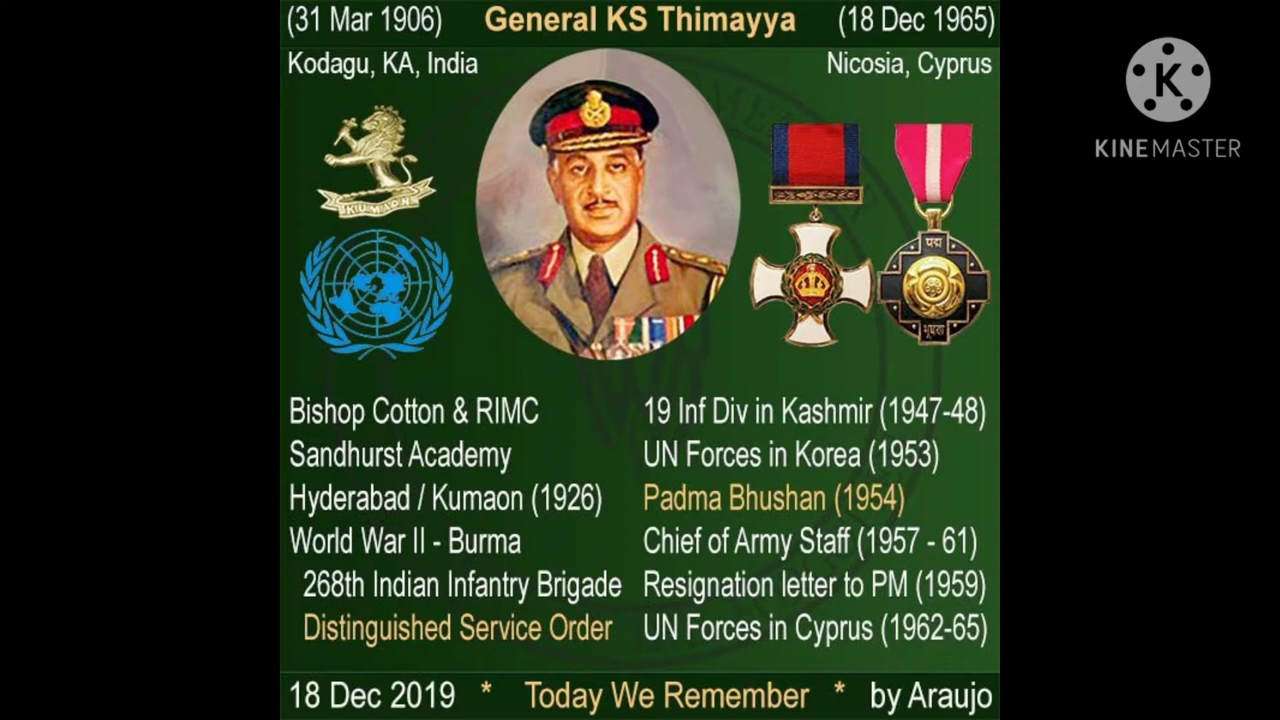 (31 Mar 1906) General KS Thimayya (18 Dec 1965)
Kodagu, KA, India Nicosia, Cyprus
K
KINEMASTER
KUMAON
पद्म
भूषण
Bishop Cotton & RIMC 19 Inf Div in Kashmir (1947-48)
Sandhurst Academy UN Forces in Korea (1953)
Hyderabad / Kumaon (1926) Padma Bhushan (1954)
World War II - Burma Chief of Army Staff (1957 - 61)
268th Indian Infantry Brigade Resignation letter to PM (1959)
Distinguished Service Order UN Forces in Cyprus (1962-65)
18 Dec 2019 * Today We Remember * by Araujo